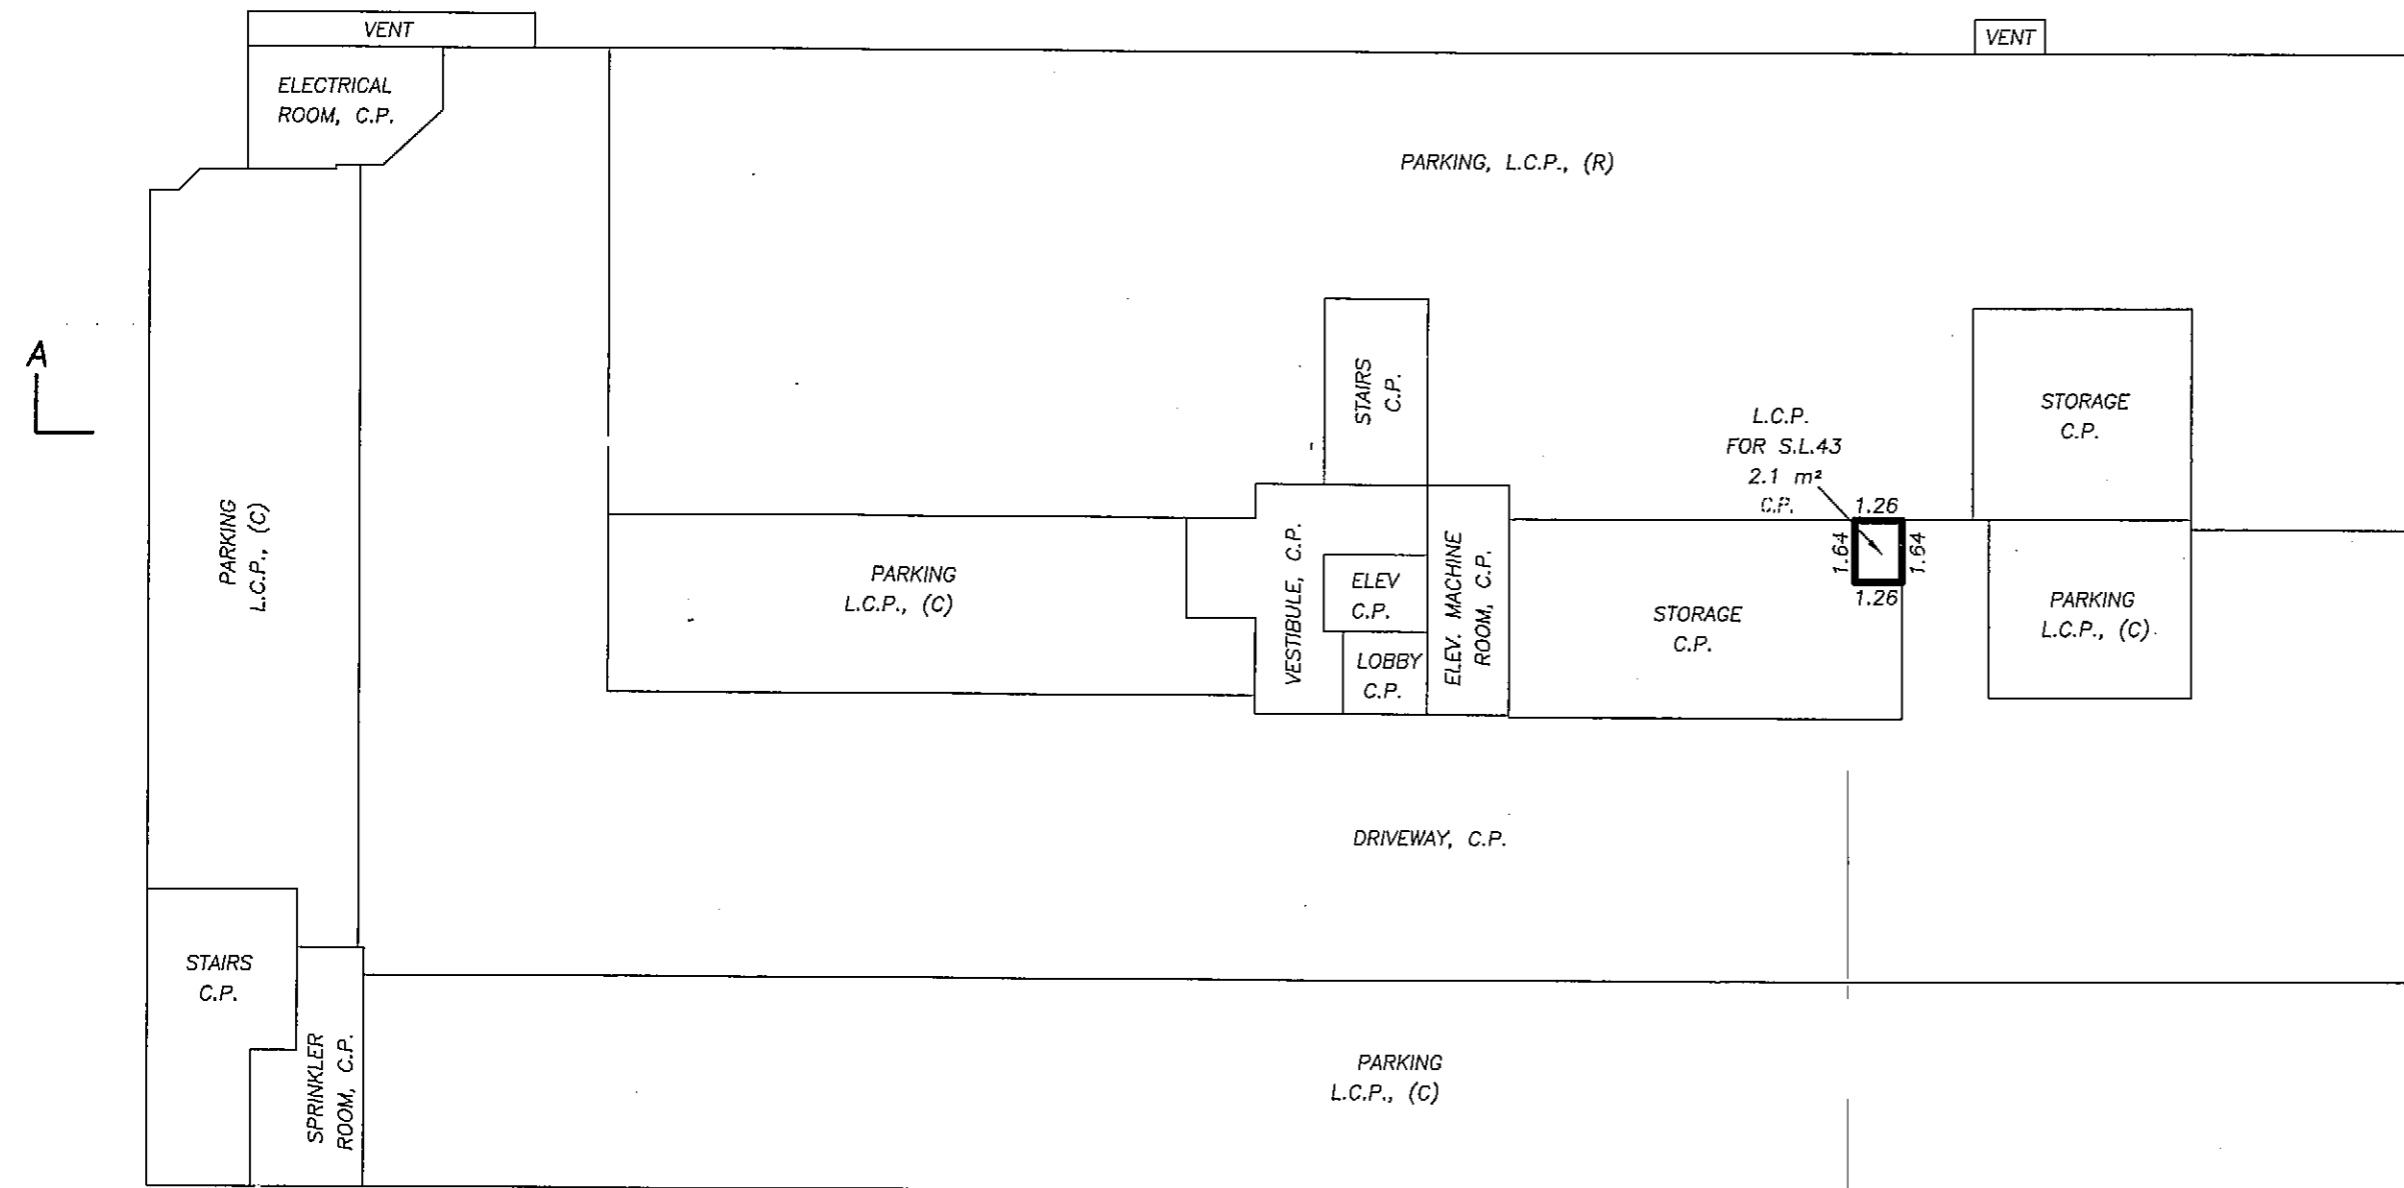 VENT
VENT
ELECTRICAL
ROOM, C.P.
PARKING, L.C.P., (R)
A
STAIRS
C.P.
L.C.P.
FOR S.L.43
2.1 m²
C.P.
STORAGE
C.P.
PARKING
L.C.P., (C)
1.26
1.64
1.64
1.26
PARKING
L.C.P., (C)
VESTIBULE, C.P.
ELEV
C.P.
LOBBY
C.P.
ELEV. MACHINE
ROOM, C.P.
STORAGE
C.P.
PARKING
L.C.P., (C)
DRIVEWAY, C.P.
STAIRS
C.P.
SPRINKLER
ROOM, C.P.
PARKING
L.C.P., (C)